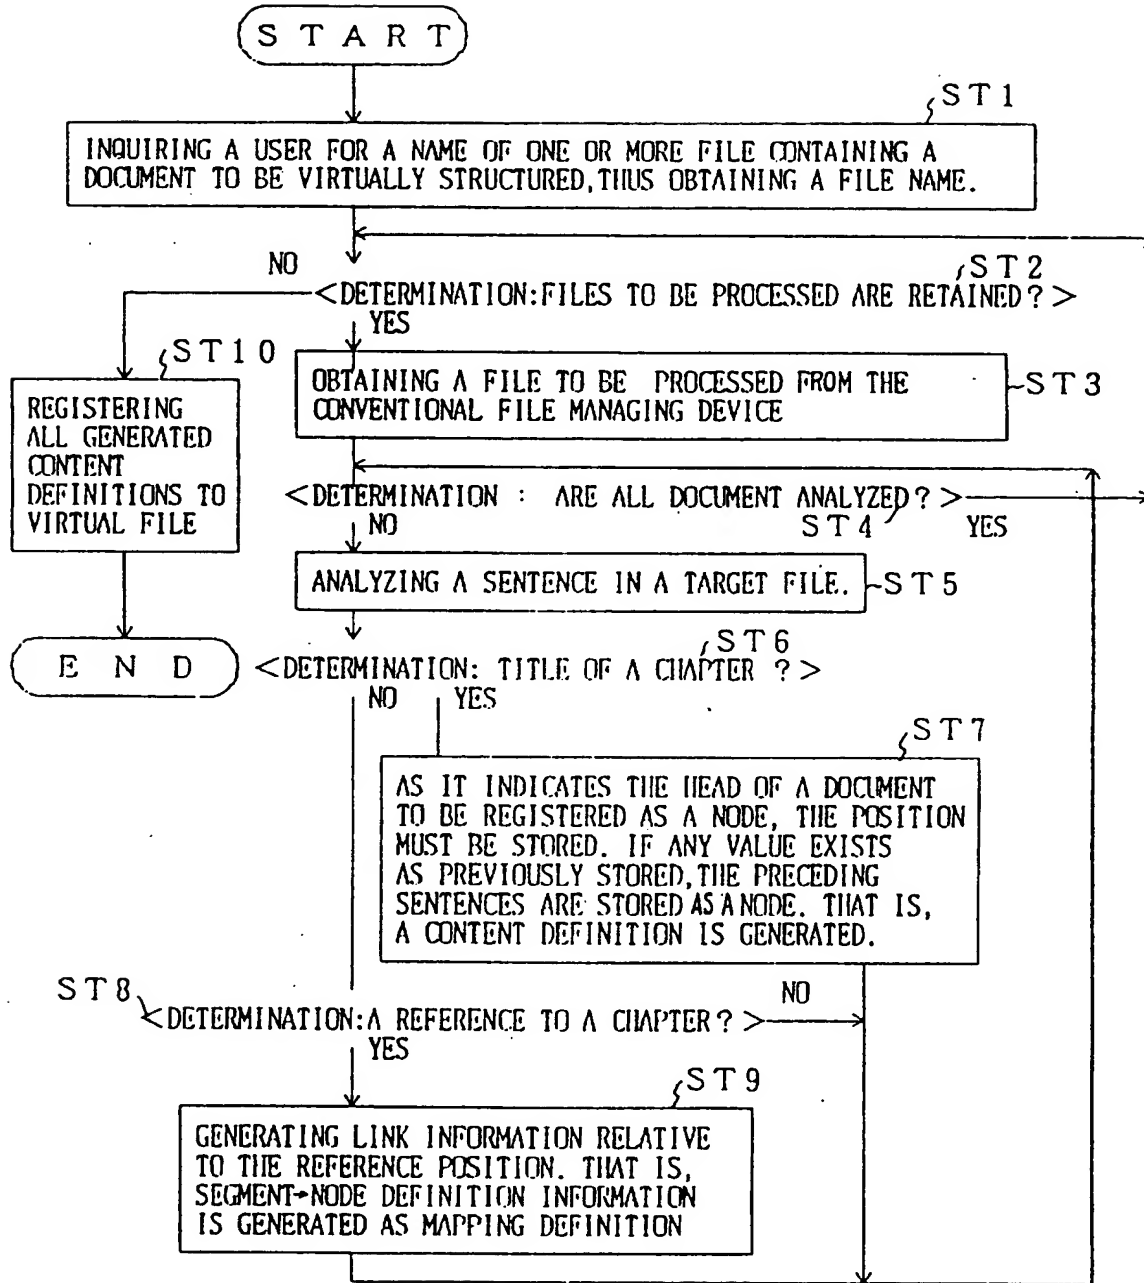 START
ST1
INQUIRING A USER FOR A NAME OF ONE OR MORE FILE CONTAINING A
DOCUMENT TO BE VIRTUALLY STRUCTURED, THUS OBTAINING A FILE NAME.
NO
ST2
<DETERMINATION:FILES TO BE PROCESSED ARE RETAINED?>
YES
ST10
REGISTERING
ALL GENERATED
CONTENT
DEFINITIONS TO
VIRTUAL FILE
OBTAINING A FILE TO BE PROCESSED FROM THE
CONVENTIONAL FILE MANAGING DEVICE
ST3
<DETERMINATION : ARE ALL DOCUMENT ANALYZED?>
ST4
YES
NO
ANALYZING A SENTENCE IN A TARGET FILE.
ST5
END
ST6
<DETERMINATION: TITLE OF A CHAPTER ?>
NO YES
ST7
AS IT INDICATES THE HEAD OF A DOCUMENT
TO BE REGISTERED AS A NODE, THE POSITION
MUST BE STORED. IF ANY VALUE EXISTS
AS PREVIOUSLY STORED, THE PRECEDING
SENTENCES ARE STORED AS A NODE. THAT IS,
A CONTENT DEFINITION IS GENERATED.
ST8
<DETERMINATION:A REFERENCE TO A CHAPTER?>
NO
YES
ST9
GENERATING LINK INFORMATION RELATIVE
TO THE REFERENCE POSITION. THAT IS,
SEGMENT→NODE DEFINITION INFORMATION
IS GENERATED AS MAPPING DEFINITION